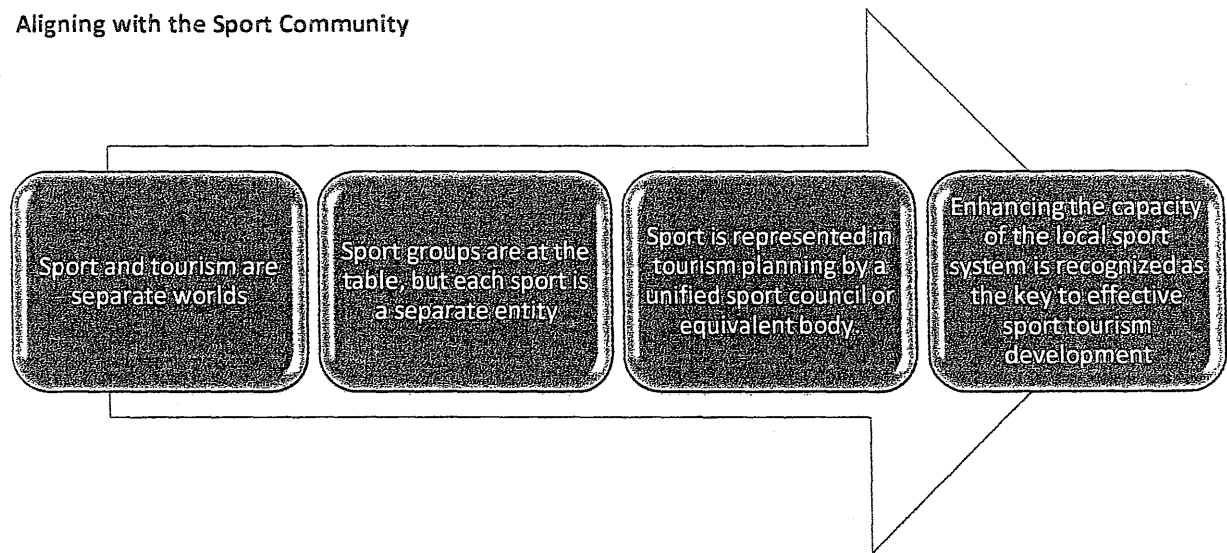 Aligning with the Sport Community
Sport and tourism are
separate worlds
Sport groups are at the
table, but each sport is
a separate entity
Sport is represented in
tourism planning by a
unified sport council or
equivalent body.
Enhancing the capacity
of the local sport
system is recognized as
the key to effective
sport tourism
development